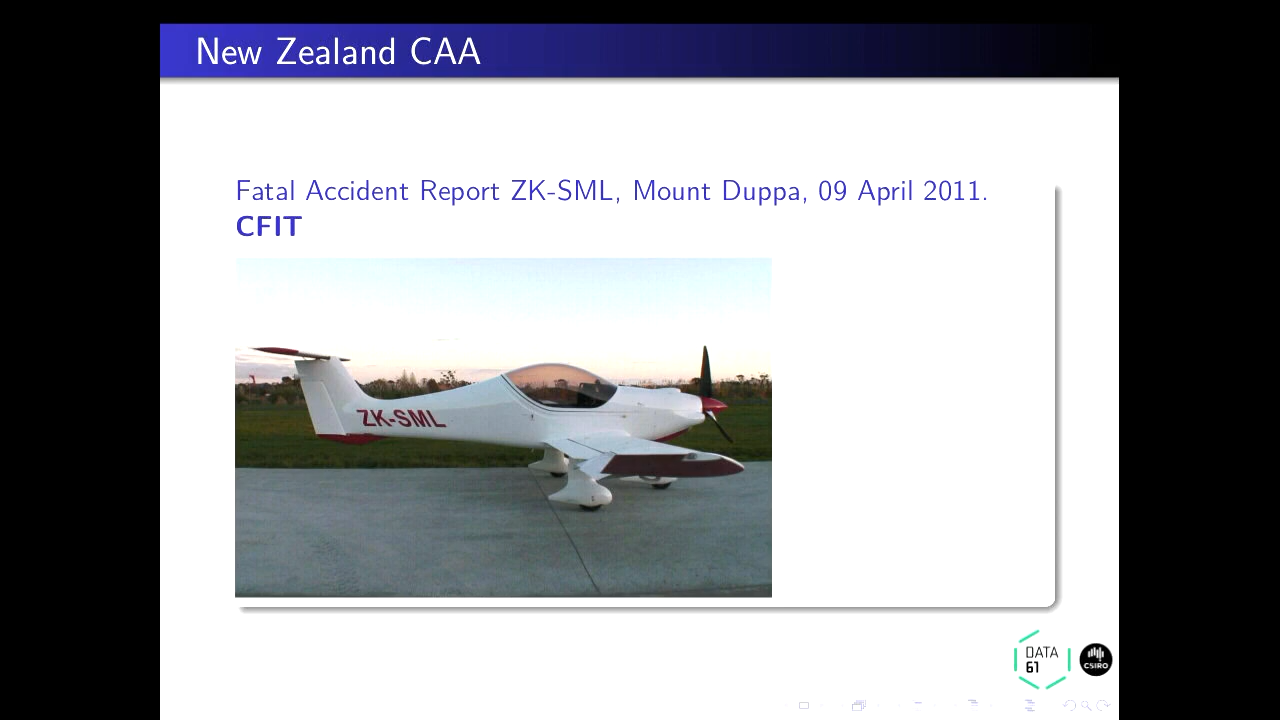 New Zealand CAA
Fatal Accident Report ZK-SML, Mount Duppa, 09 April 2011.
CFIT
ZK-SML
DATA
61
CSIRO